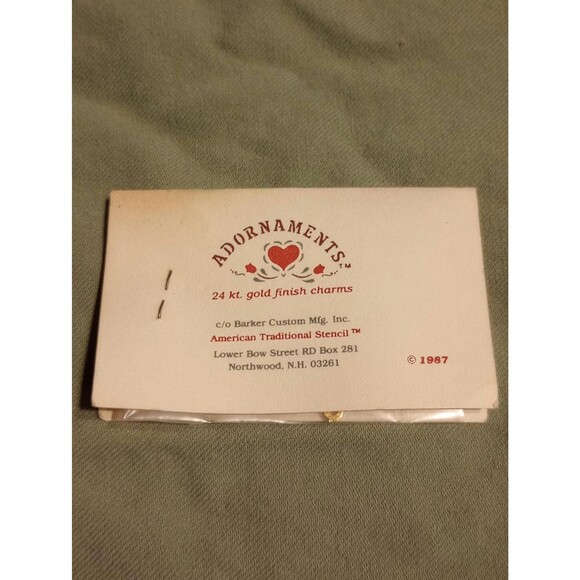 ADORNAMENTS™
24 kt. gold finish charms
c/o Barker Custom Mfg. Inc.
American Traditional Stencil™
Lower Bow Street RD Box 281
Northwood, N.H. 03261
© 1987